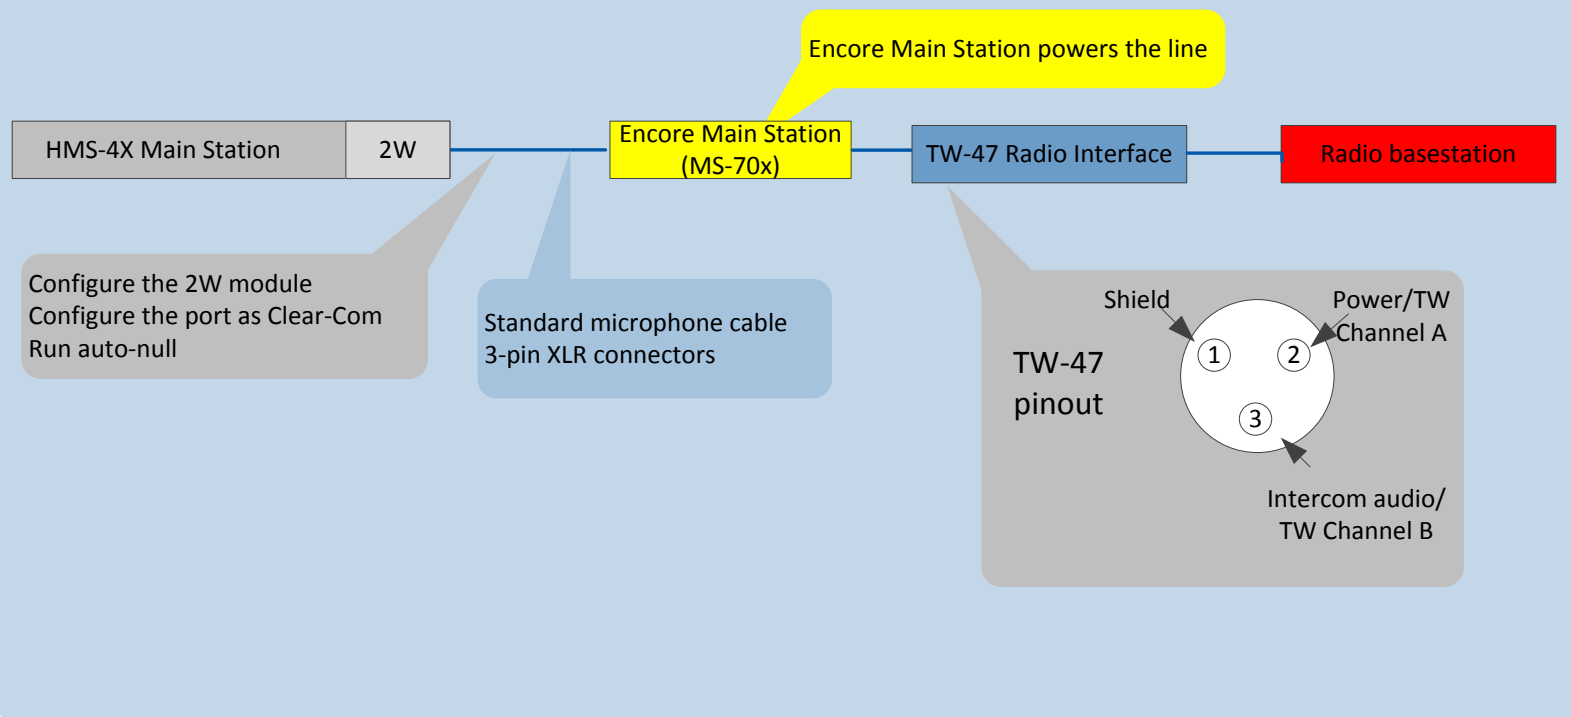 Encore Main Station powers the line
HMS-4X Main Station
2W
Encore Main Station
(MS-70x)
TW-47 Radio Interface
Radio basestation
Configure the 2W module
Configure the port as Clear-Com
Run auto-null
Standard microphone cable
3-pin XLR connectors
TW-47
pinout
Shield
Power/TW
Channel A
1
2
3
Intercom audio/
TW Channel B